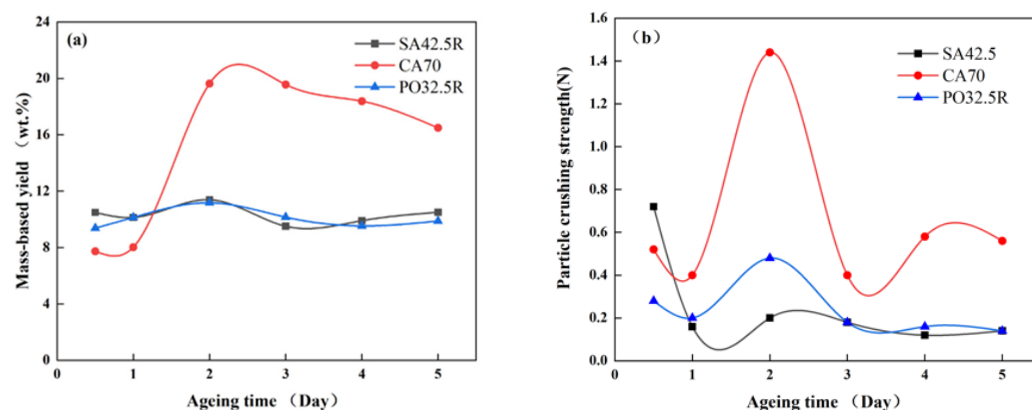 (a)
SA42.5R
CA70
PO32.5R
24
20
16
12
8
4
0
Mass-based yield（wt.%）
0 1 2 3 4 5
Ageing time （Day）
（b）
SA42.5
CA70
PO32.5R
1.6
1.4
1.2
1.0
0.8
0.6
0.4
0.2
0.0
Particle crushing strength(N)
0 1 2 3 4 5
Ageing time （Day）